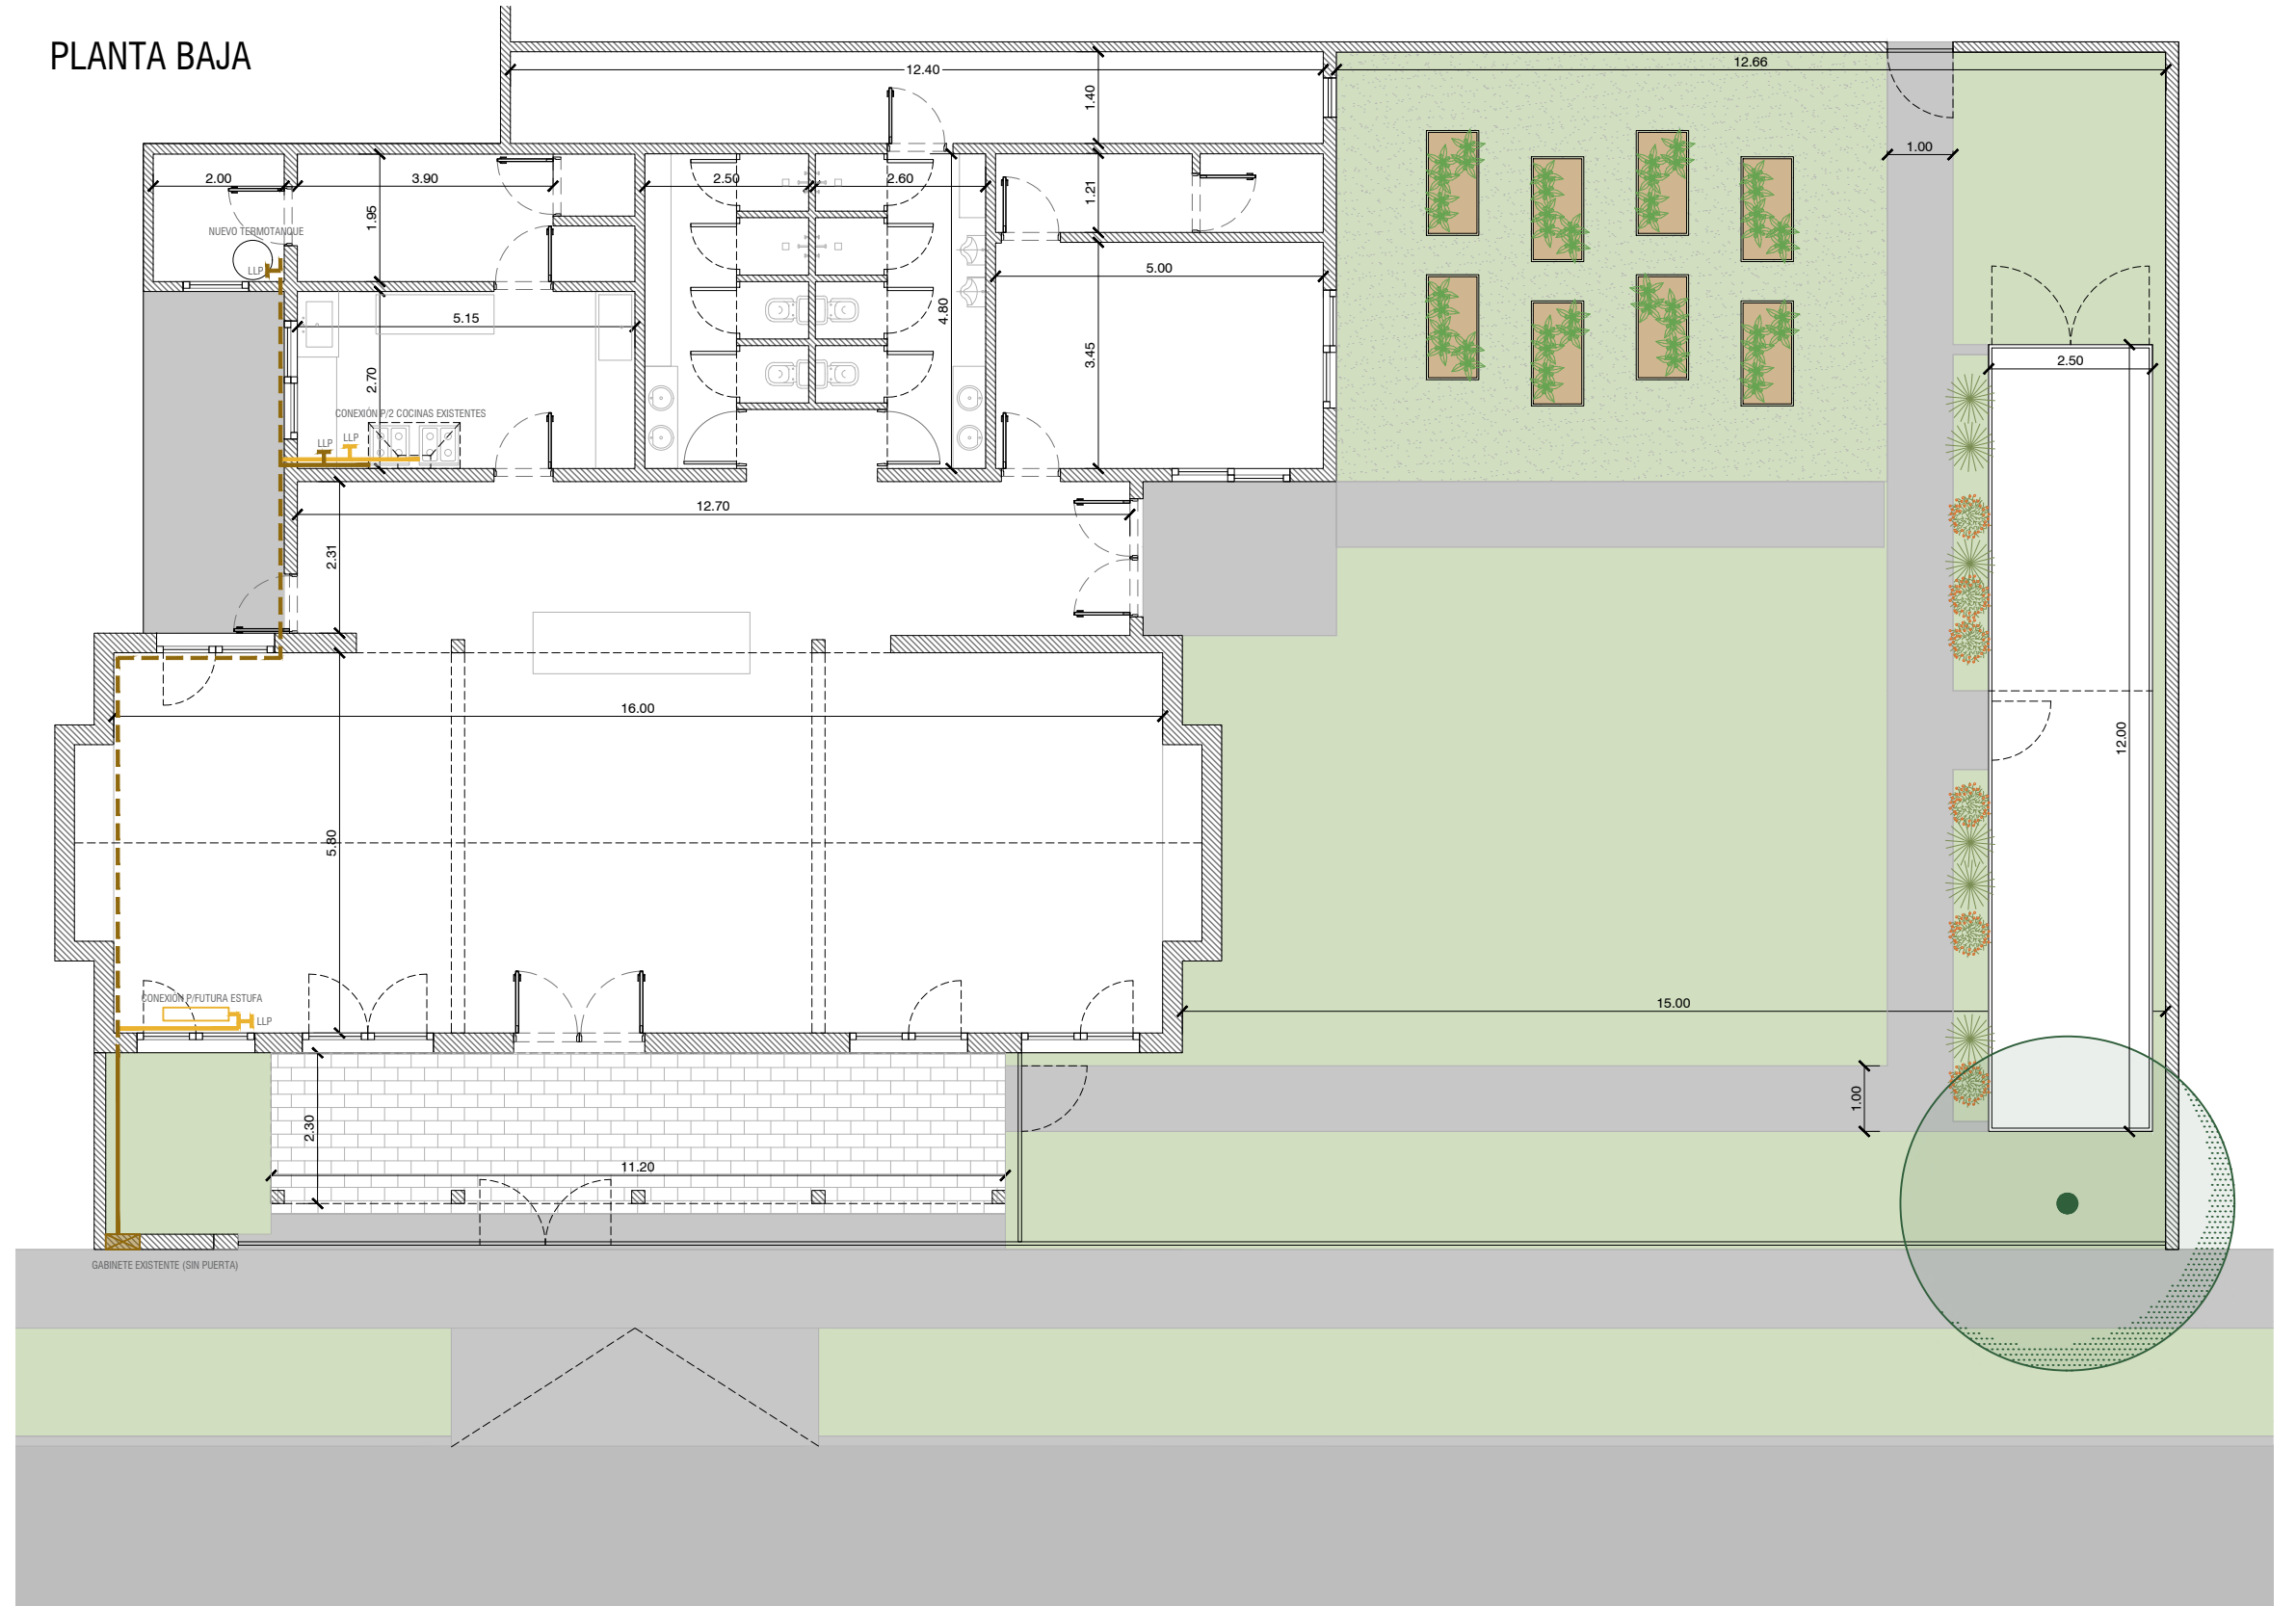 PLANTA BAJA
12.40
12.66
1.40
1.00
2.00
3.90
2.50
2.60
1.21
1.95
NUEVO TERMOTANQUE
LLP
5.00
5.15
4.80
3.45
2.50
2.70
CONEXIÓN P/2 COCINAS EXISTENTES
LLP
LLP
12.70
2.31
16.00
12.00
5.80
CONEXIÓN P/FUTURA ESTUFA
LLP
15.00
1.00
2.30
11.20
GABINETE EXISTENTE (SIN PUERTA)